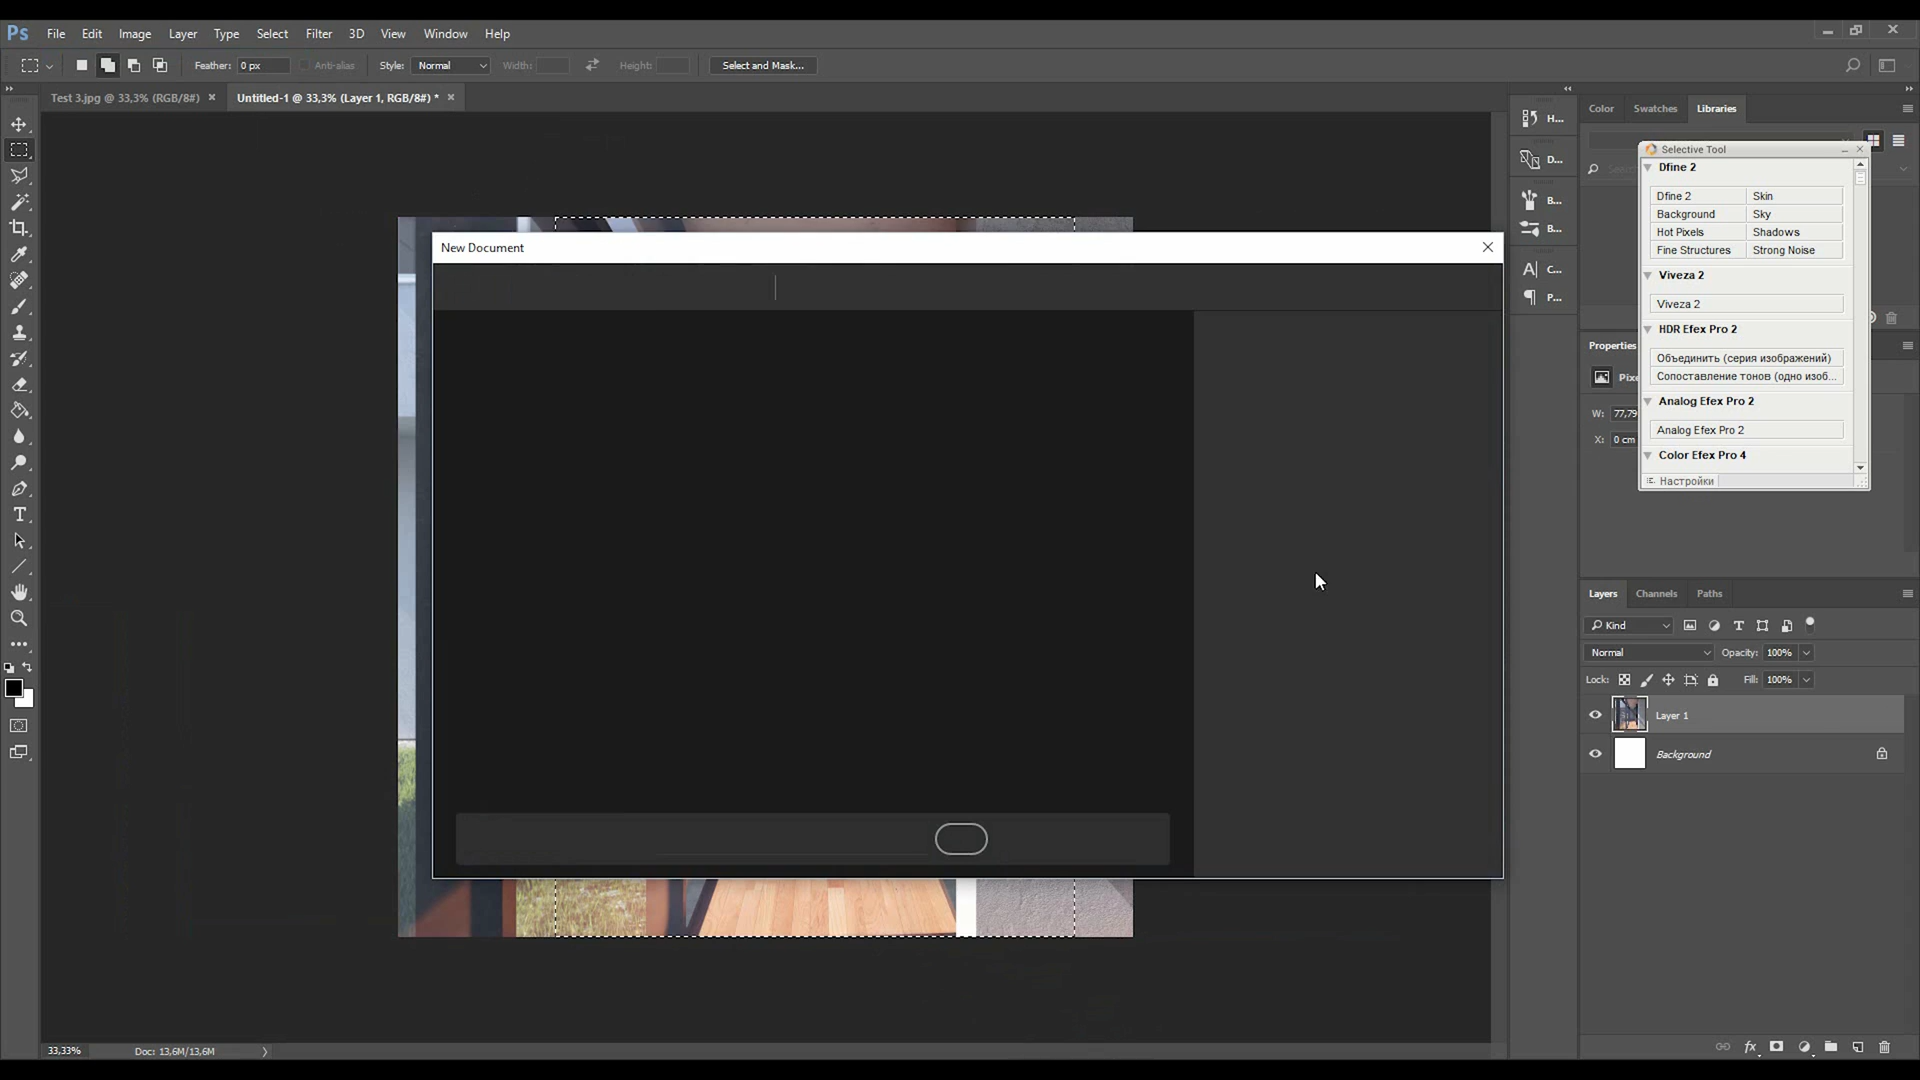 Ps File Edit Image Layer Type Select Filter 3D View Window Help
Feather: 0 px Anti-alias Style: Normal Width: Height: Select and Mask...
Test 3.jpg @ 33,3% (RGB/8#) Untitled-1 @ 33,3% (Layer 1, RGB/8#) *
New Document
H...
D...
B...
B...
C...
P...
Color Swatches Libraries
Selective Tool
Dfine 2
Dfine 2 Skin
Background Sky
Hot Pixels Shadows
Fine Structures Strong Noise
Viveza 2
Viveza 2
HDR Efex Pro 2
Объединить (серия изображений)
Сопоставление тонов (одно изоб...
Analog Efex Pro 2
Analog Efex Pro 2
Color Efex Pro 4
Настройки
Properties
W: 77,79
X: 0 cm
Layers Channels Paths
Kind
Normal Opacity: 100%
Lock: Fill: 100%
Layer 1
Background
33,33% Doc: 13,6M/13,6M